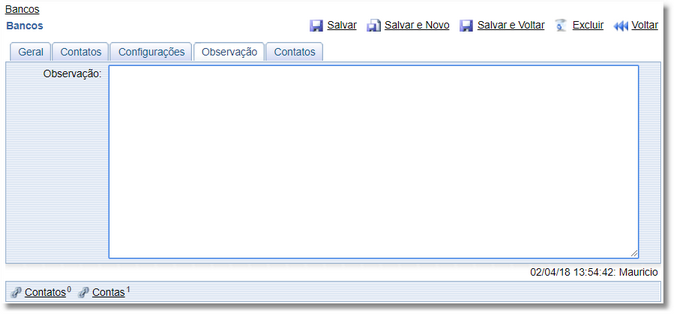 Bancos
Bancos Salvar Salvar e Novo Salvar e Voltar Excluir Voltar
Geral Contatos Configurações Observação Contatos
Observação:
02/04/18 13:54:42: Mauricio
Contatos 0 Contas 1